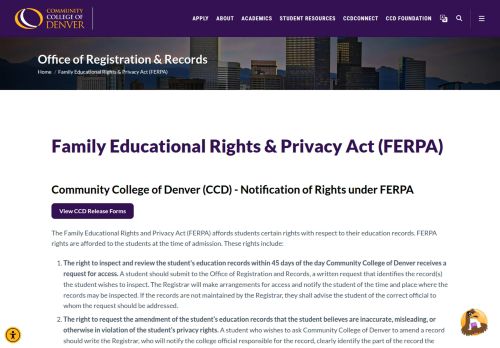 COMMUNITY
COLLEGE OF
DENVER
APPLY ABOUT ACADEMICS STUDENT RESOURCES CCDCONNECT CCD FOUNDATION
Office of Registration & Records
Home / Family Educational Rights & Privacy Act (FERPA)
Family Educational Rights & Privacy Act (FERPA)
Community College of Denver (CCD) - Notification of Rights under FERPA
View CCD Release Forms
The Family Educational Rights and Privacy Act (FERPA) affords students certain rights with respect to their education records. FERPA
rights are afforded to the students at the time of admission. These rights include:
1. The right to inspect and review the student's education records within 45 days of the day Community College of Denver receives a
request for access. A student should submit to the Office of Registration and Records, a written request that identifies the record(s)
the student wishes to inspect. The Registrar will make arrangements for access and notify the student of the time and place where the
records may be inspected. If the records are not maintained by the Registrar, they shall advise the student of the correct official to
whom the request should be addressed..
2. The right to request the amendment of the student's education records that the student believes are inaccurate, misleading, or
otherwise in violation of the student's privacy rights. A student who wishes to ask Community College of Denver to amend a record
should write the Registrar, who will notify the college official responsible for the record, clearly identify the part of the record the